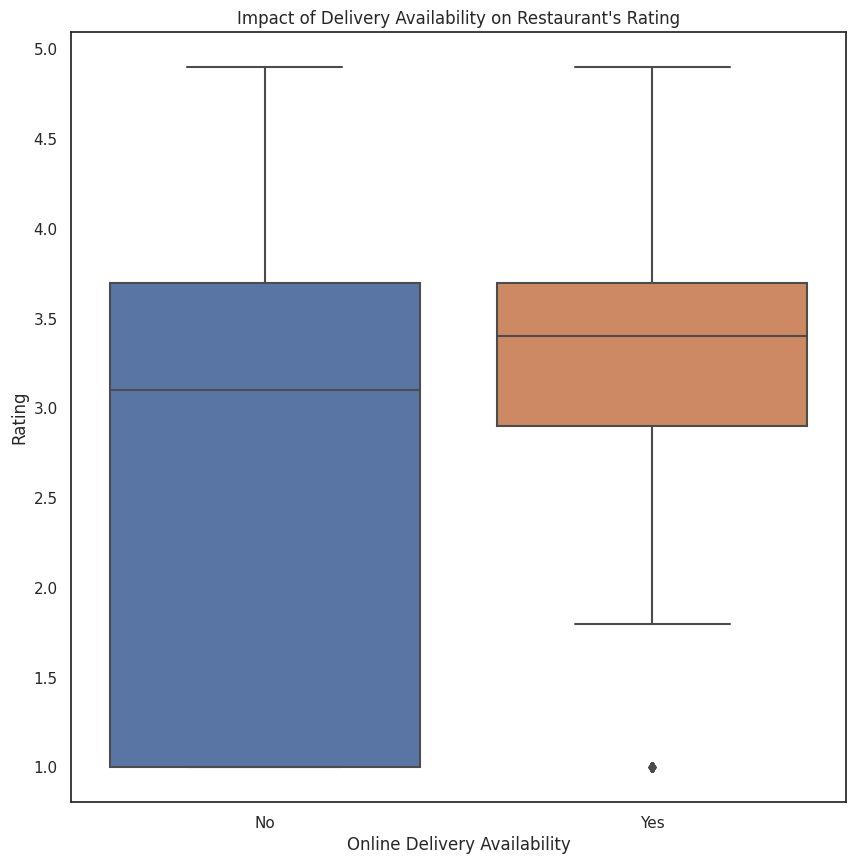 Impact of Delivery Availability on Restaurant's Rating
5.0
4.5
4.0
3.5
3.0
2.5
2.0
1.5
1.0
Rating
No
Yes
Online Delivery Availability